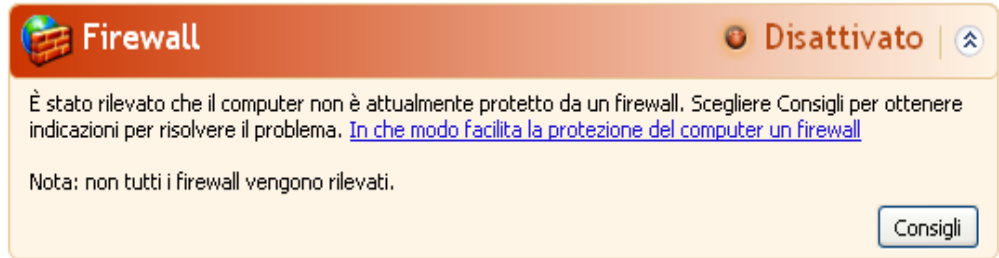 Firewall
Disattivato
È stato rilevato che il computer non è attualmente protetto da un firewall. Scegliere Consigli per ottenere
indicazioni per risolvere il problema. In che modo facilita la protezione del computer un firewall
Nota: non tutti i firewall vengono rilevati.
Consigli